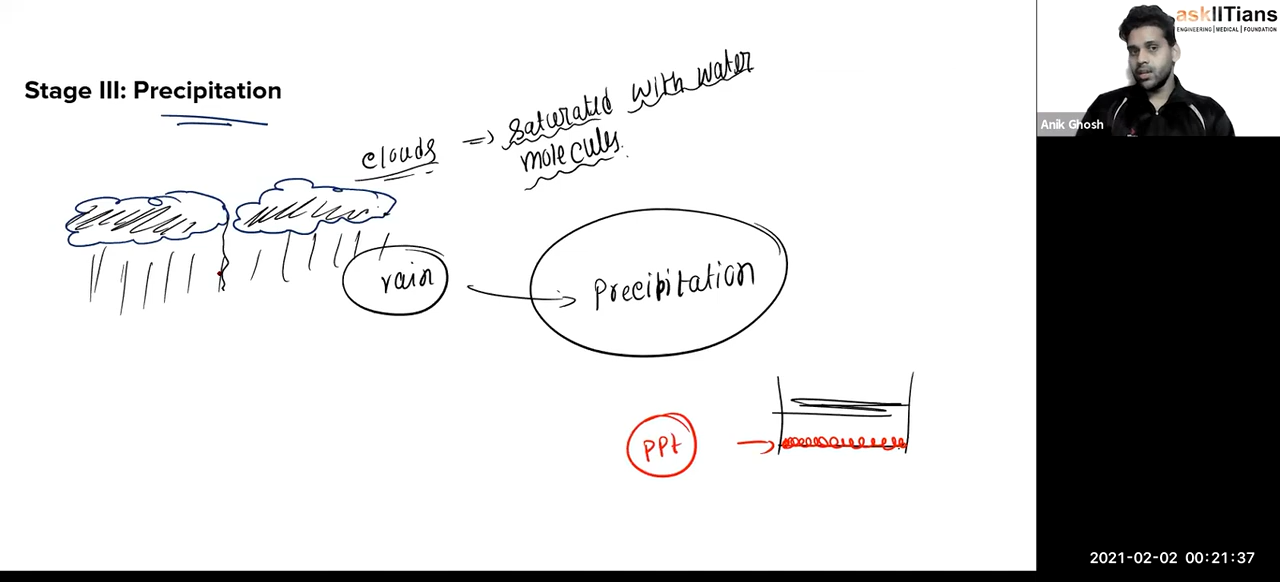 askIITians
ENGINEERING | MEDICAL | FOUNDATION
Anik Ghosh
Stage III: Precipitation
clouds => saturated with water
molecules.
rain
Precipitation
PPt
2021-02-02 00:21:37